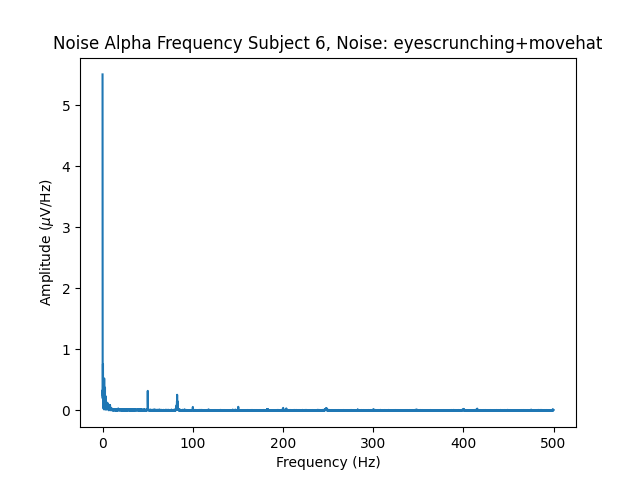 Noise Alpha Frequency Subject 6, Noise: eyescrunching+movehat
5
4
3
2
1
0
Amplitude (μV/Hz)
0 100 200 300 400 500
Frequency (Hz)